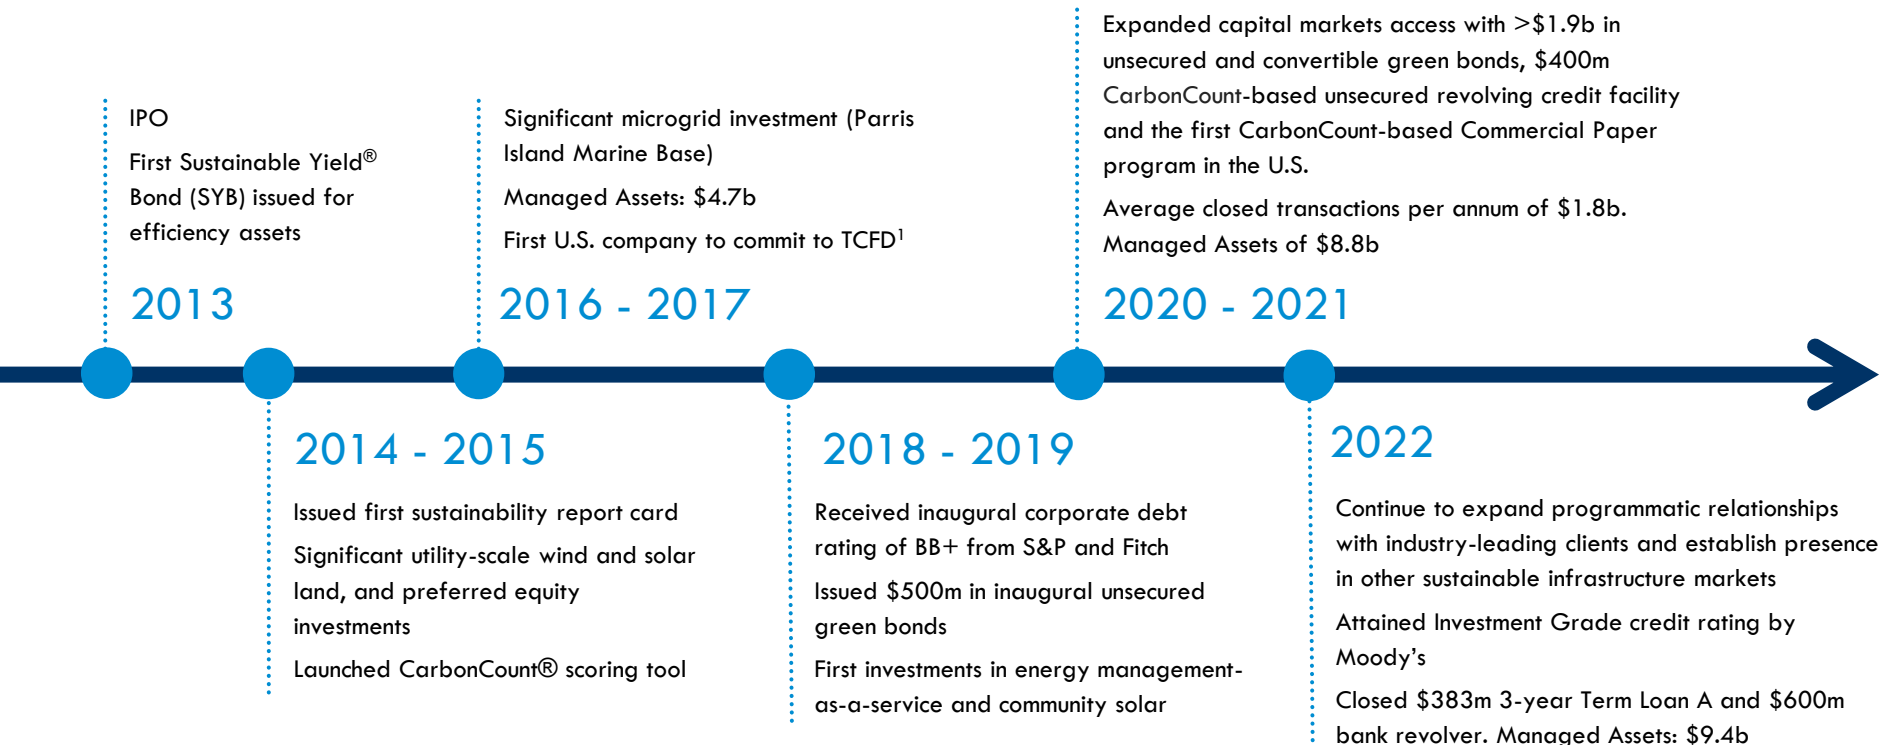 IPO
First Sustainable Yield®
Bond (SYB) issued for
efficiency assets
2013
2014 - 2015
Issued first sustainability report card
Significant utility-scale wind and solar
land, and preferred equity
investments
Launched CarbonCount® scoring tool
Significant microgrid investment (Parris
Island Marine Base)
Managed Assets: $4.7b
First U.S. company to commit to TCFD¹
2016 - 2017
2018 - 2019
Received inaugural corporate debt
rating of BB+ from S&P and Fitch
Issued $500m in inaugural unsecured
green bonds
First investments in energy management-
as-a-service and community solar
Expanded capital markets access with >$1.9b in
unsecured and convertible green bonds, $400m
CarbonCount-based unsecured revolving credit facility
and the first CarbonCount-based Commercial Paper
program in the U.S.
Average closed transactions per annum of $1.8b.
Managed Assets of $8.8b
2020 - 2021
2022
Continue to expand programmatic relationships
with industry-leading clients and establish presence
in other sustainable infrastructure markets
Attained Investment Grade credit rating by
Moody's
Closed $383m 3-year Term Loan A and $600m
bank revolver. Managed Assets: $9.4b